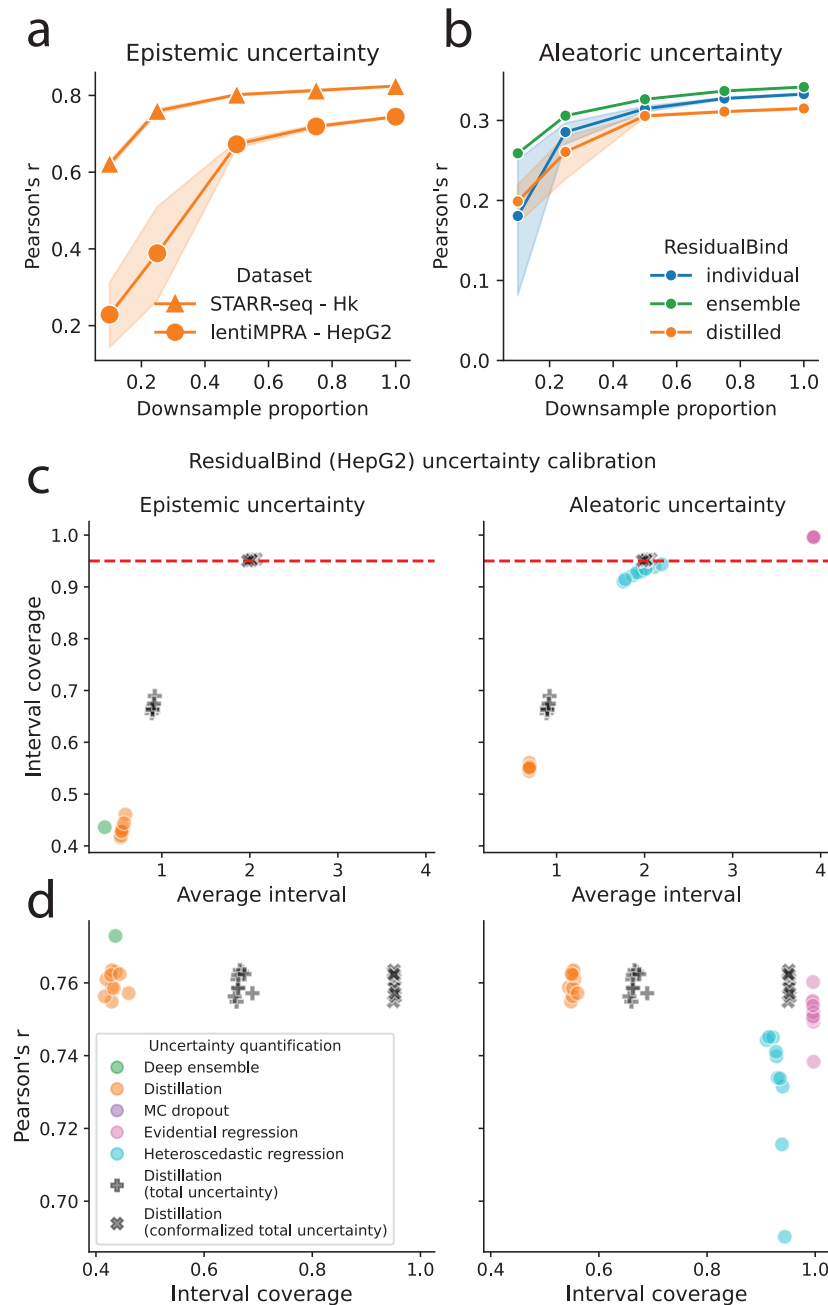 a
Epistemic uncertainty
Pearson's r
0.8
0.6
0.4
0.2
Dataset
STARR-seq - Hk
lentiMPRA - HepG2
0.2 0.4 0.6 0.8 1.0
Downsample proportion
b
Aleatoric uncertainty
Pearson's r
0.3
0.2
0.1
0.0
ResidualBind
individual
ensemble
distilled
0.2 0.4 0.6 0.8 1.0
Downsample proportion
c
ResidualBind (HepG2) uncertainty calibration
Epistemic uncertainty
Aleatoric uncertainty
Interval coverage
1.0
0.9
0.8
0.7
0.6
0.5
0.4
1 2 3 4
Average interval
1 2 3 4
Average interval
d
Pearson's r
0.76
0.74
0.72
0.70
Uncertainty quantification
Deep ensemble
Distillation
MC dropout
Evidential regression
Heteroscedastic regression
Distillation
(total uncertainty)
Distillation
(conformalized total uncertainty)
0.4 0.6 0.8 1.0
Interval coverage
0.4 0.6 0.8 1.0
Interval coverage